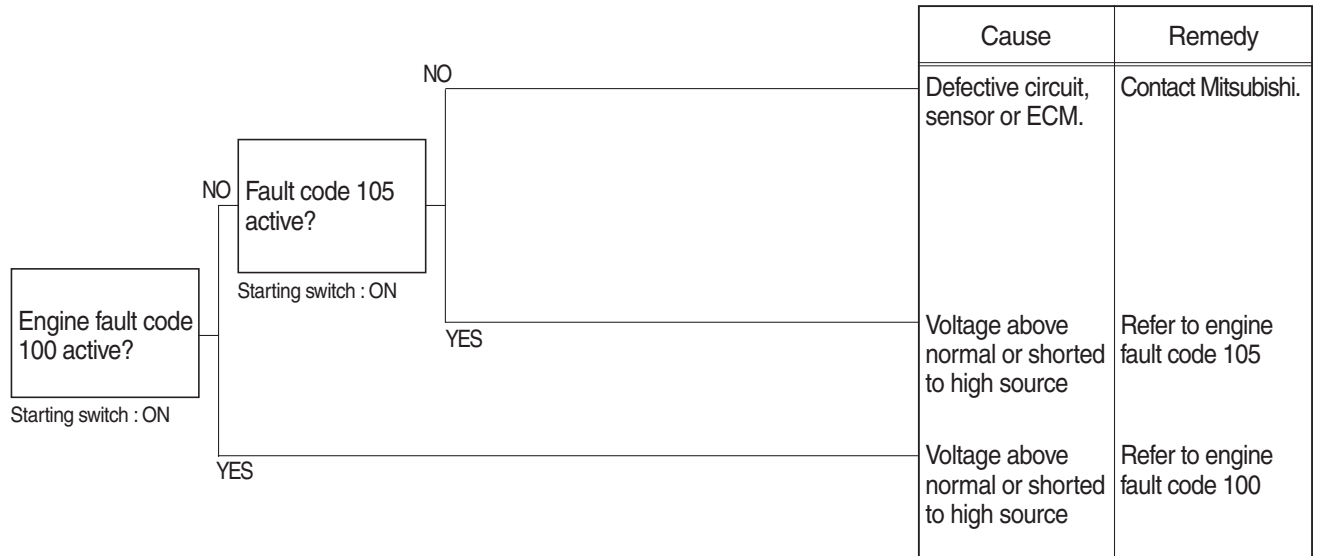 Cause
Remedy
NO
Defective circuit,
sensor or ECM.
Contact Mitsubishi.
NO
Fault code 105
active?
Starting switch : ON
Engine fault code
100 active?
Starting switch : ON
YES
Voltage above
normal or shorted
to high source
Refer to engine
fault code 105
YES
Voltage above
normal or shorted
to high source
Refer to engine
fault code 100